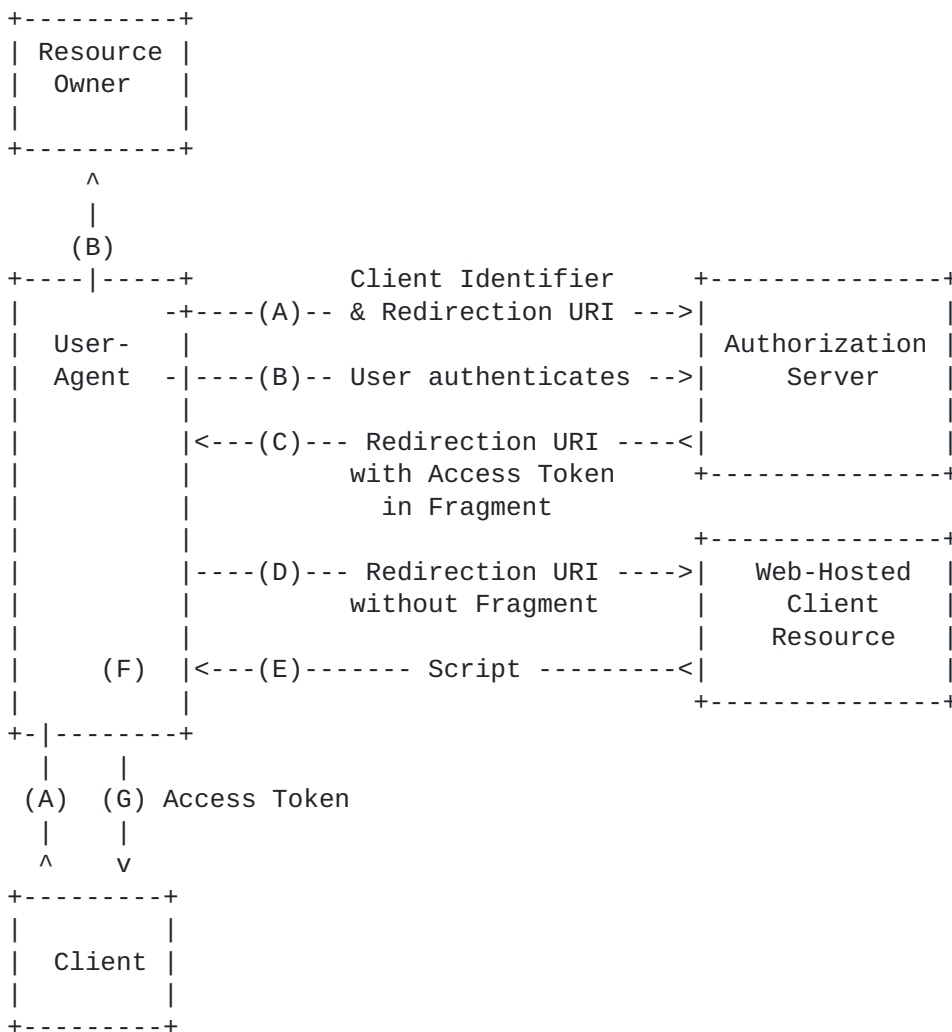 +----------+
| Resource |
|  Owner   |
|          |
+----------+
     ^
     |
    (B)
+----|-----+          Client Identifier     +---------------+
|         -+----(A)-- & Redirection URI --->|               |
|  User-   |                                | Authorization |
|  Agent  -|----(B)-- User authenticates -->|     Server    |
|          |                                |               |
|          |<---(C)--- Redirection URI ----<|               |
|          |          with Access Token     +---------------+
|          |            in Fragment
|          |                                +---------------+
|          |----(D)--- Redirection URI ---->|   Web-Hosted  |
|          |          without Fragment      |     Client    |
|          |                                |    Resource   |
|     (F)  |<---(E)------- Script ---------<|               |
|          |                                +---------------+
+-|--------+
  |    |
 (A)  (G) Access Token
  |    |
  ^    v
+---------+
|         |
|  Client |
|         |
+---------+